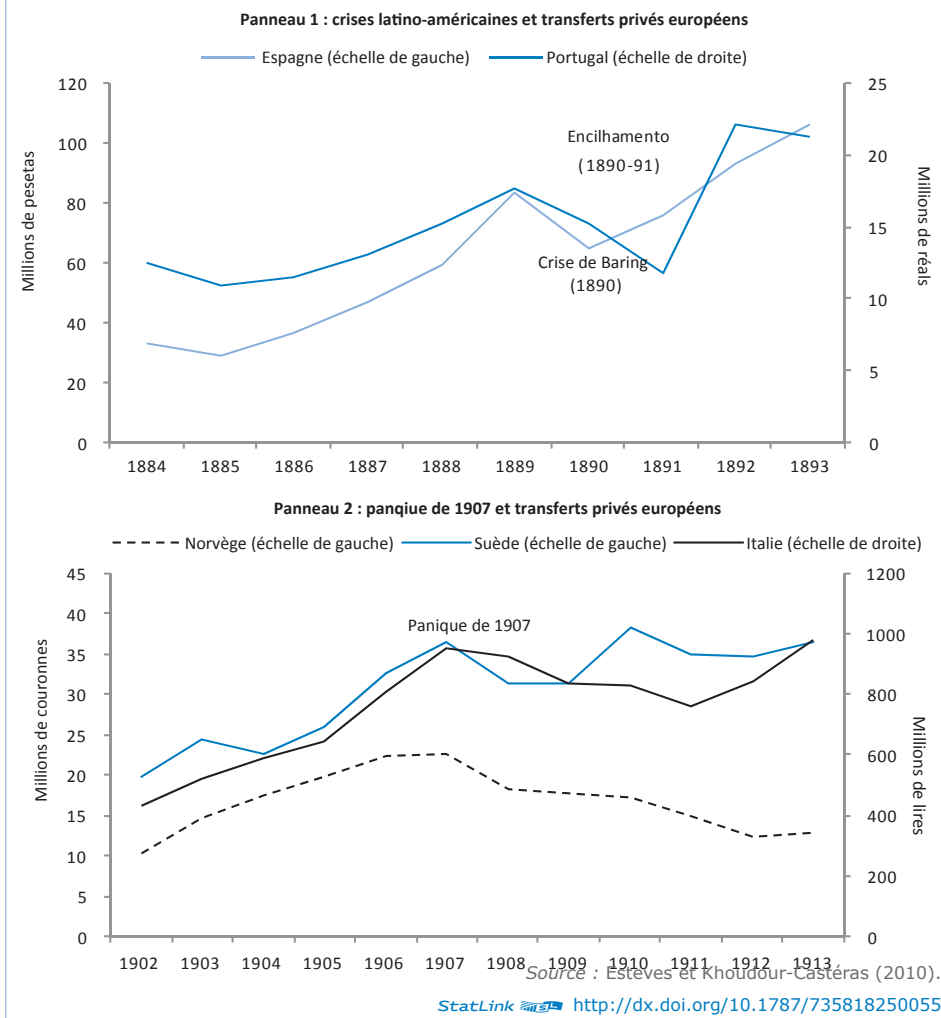 Panneau 1 : crises latino-américaines et transferts privés européens
Espagne (échelle de gauche) Portugal (échelle de droite)
120
100
80
60
40
20
0
Millions de pesetas
25
20
15
10
5
0
Millions de réals
Encilhamento
(1890-91)
Crise de Baring
(1890)
1884 1885 1886 1887 1888 1889 1890 1891 1892 1893
Panneau 2 : panqiue de 1907 et transferts privés européens
Norvège (échelle de gauche) Suède (échelle de gauche) Italie (échelle de droite)
45
40
35
30
25
20
15
10
5
0
Millions de couronnes
1200
1000
800
600
400
200
0
Millions de lires
Panique de 1907
1902 1903 1904 1905 1906 1907 1908 1909 1910 1911 1912 1913
Source : Esteves et Khoudour-Castéras (2010).
StatLink http://dx.doi.org/10.1787/735818250055